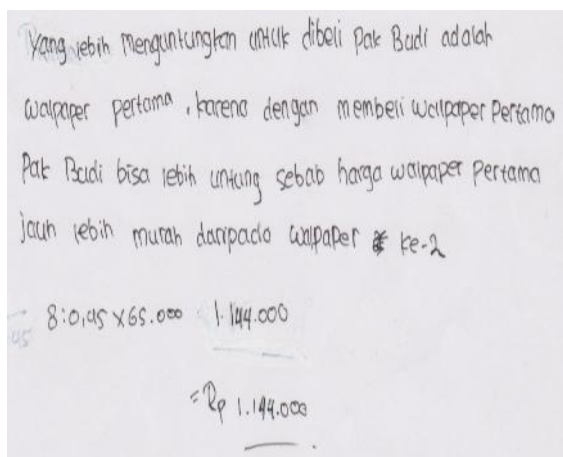 Yang lebih menguntungkan untuk dibeli Pak Budi adalah
walpaper pertama, karena dengan membeli wallpaper Pertama
Pak Budi bisa lebih untung sebab harga walpaper Pertama
jauh lebih murah daripada walpaper ke-2
8:0,45 x 65.000 1.144.000
= Rp 1.144.000